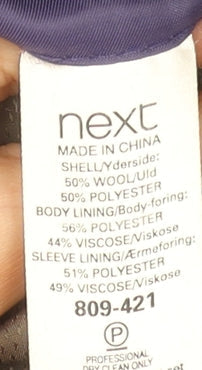 next
MADE IN CHINA
SHELL/Yderside:
50% WOOL/Uld
50% POLYESTER
BODY LINING/Body-foring:
56% POLYESTER
44% VISCOSE/Viskose
SLEEVE LINING/Ærmeforing:
51% POLYESTER
49% VISCOSE/Viskose
809-421
P
PROFESSIONAL
DRY CLEAN ONLY